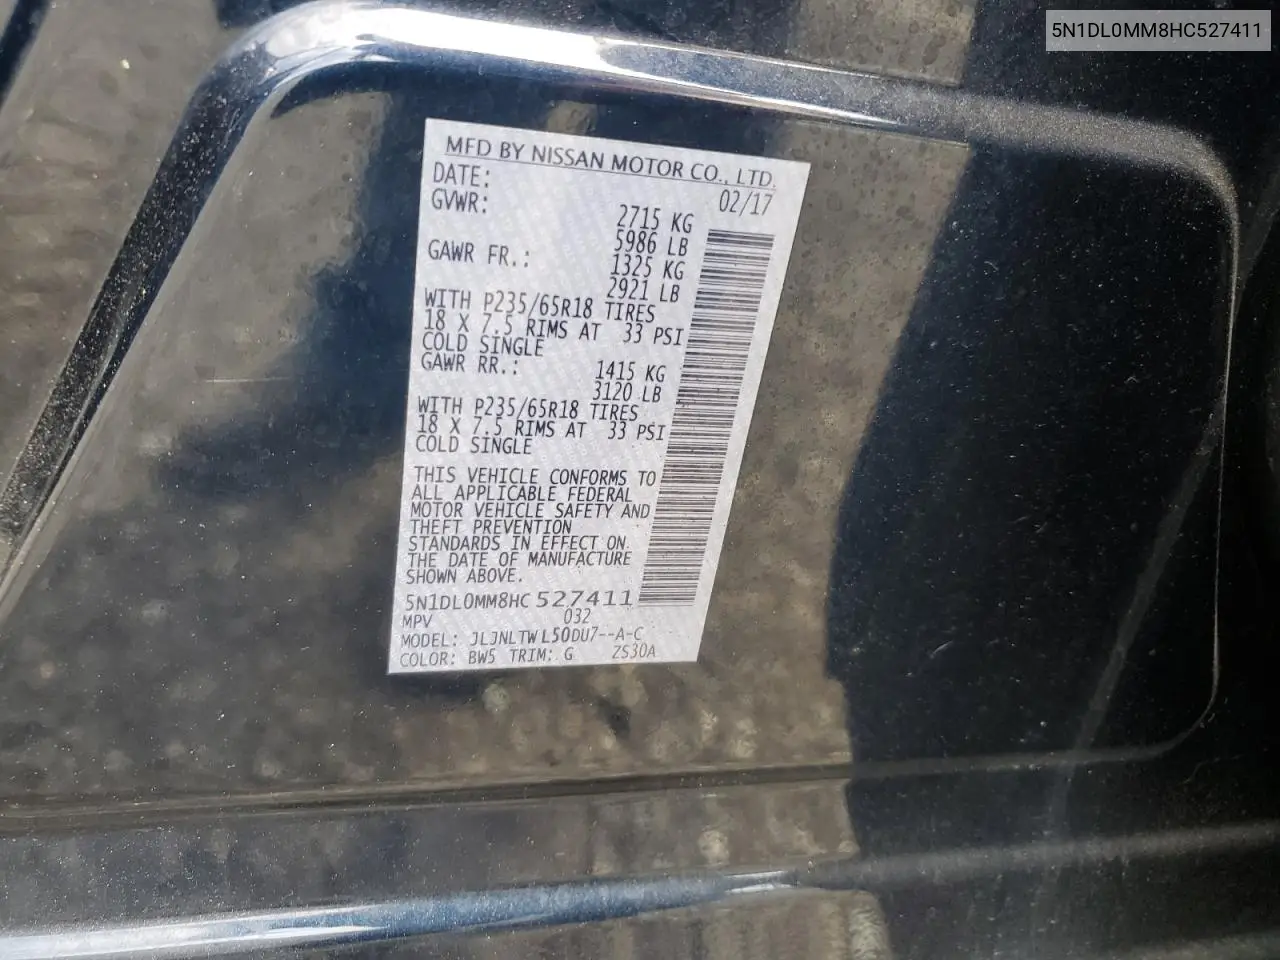 5N1DL0MM8HC527411
MFD BY NISSAN MOTOR CO., LTD.
DATE: 02/17
GVWR: 2715 KG
5986 LB
GAWR FR.: 1325 KG
2921 LB
WITH P235/65R18 TIRES
18 X 7.5 RIMS AT 33 PSI
COLD SINGLE
GAWR RR.: 1415 KG
3120 LB
WITH P235/65R18 TIRES
18 X 7.5 RIMS AT 33 PSI
COLD SINGLE
THIS VEHICLE CONFORMS TO
ALL APPLICABLE FEDERAL
MOTOR VEHICLE SAFETY AND
THEFT PREVENTION
STANDARDS IN EFFECT ON
THE DATE OF MANUFACTURE
SHOWN ABOVE.
5N1DL0MM8HC 527411
MPV 032
MODEL: JLJNLTW L50DU7--A-C
COLOR: BW5 TRIM: G ZS30A